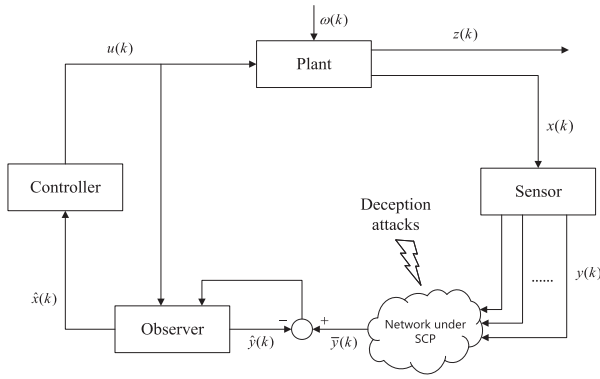 ω(k)
u(k)
z(k)
Plant
x(k)
Controller
Sensor
Deception
attacks
......
y(k)
x̂(k)
Network under
SCP
− +
Observer
ŷ(k)
y̅(k)